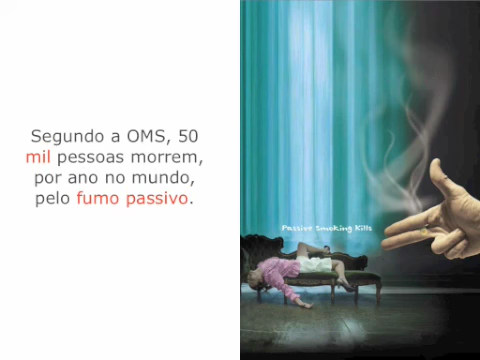 Segundo a OMS, 50
mil pessoas morrem,
por ano no mundo,
pelo fumo passivo.
Passive Smoking Kills